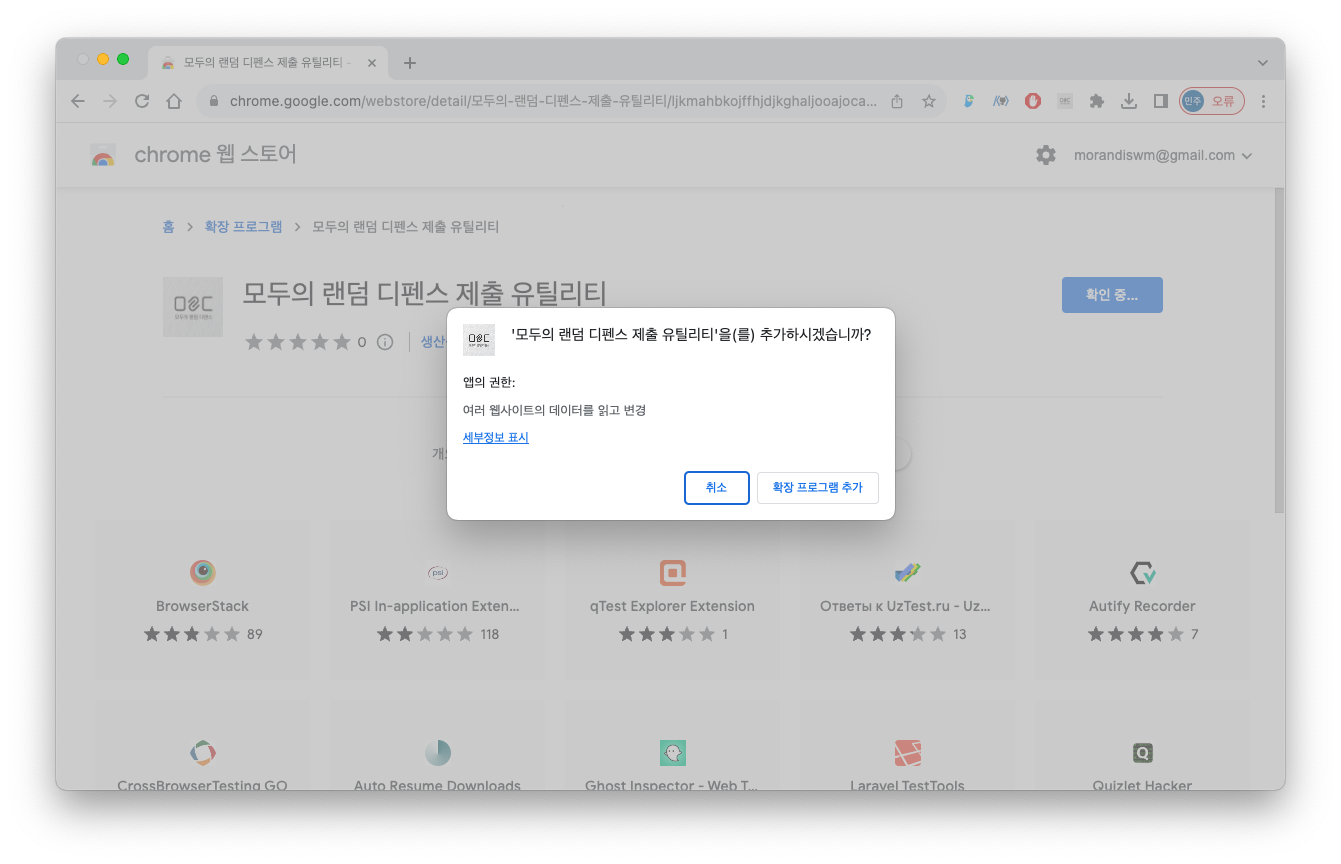 모두의 랜덤 디펜스 제출 유틸리티 -
chrome.google.com/webstore/detail/모두의-랜덤-디펜스-제출-유틸리티/ljkmahbkojffhjdjkghaljooajoca...
민주 오류
chrome 웹 스토어
morandiswm@gmail.com
홈 > 확장 프로그램 > 모두의 랜덤 디펜스 제출 유틸리티
모두의 랜덤 디펜스 제출 유틸리티
확인 중...
0
생산
'모두의 랜덤 디펜스 제출 유틸리티'을(를) 추가하시겠습니까?
앱의 권한:
여러 웹사이트의 데이터를 읽고 변경
세부정보 표시
취소
확장 프로그램 추가
BrowserStack
89
PSI In-application Exten...
118
qTest Explorer Extension
1
Ответы к UzTest.ru - Uz...
13
Autify Recorder
7
CrossBrowserTesting GO
Auto Resume Downloads
Ghost Inspector - Web T...
Laravel TestTools
Quizlet Hacker